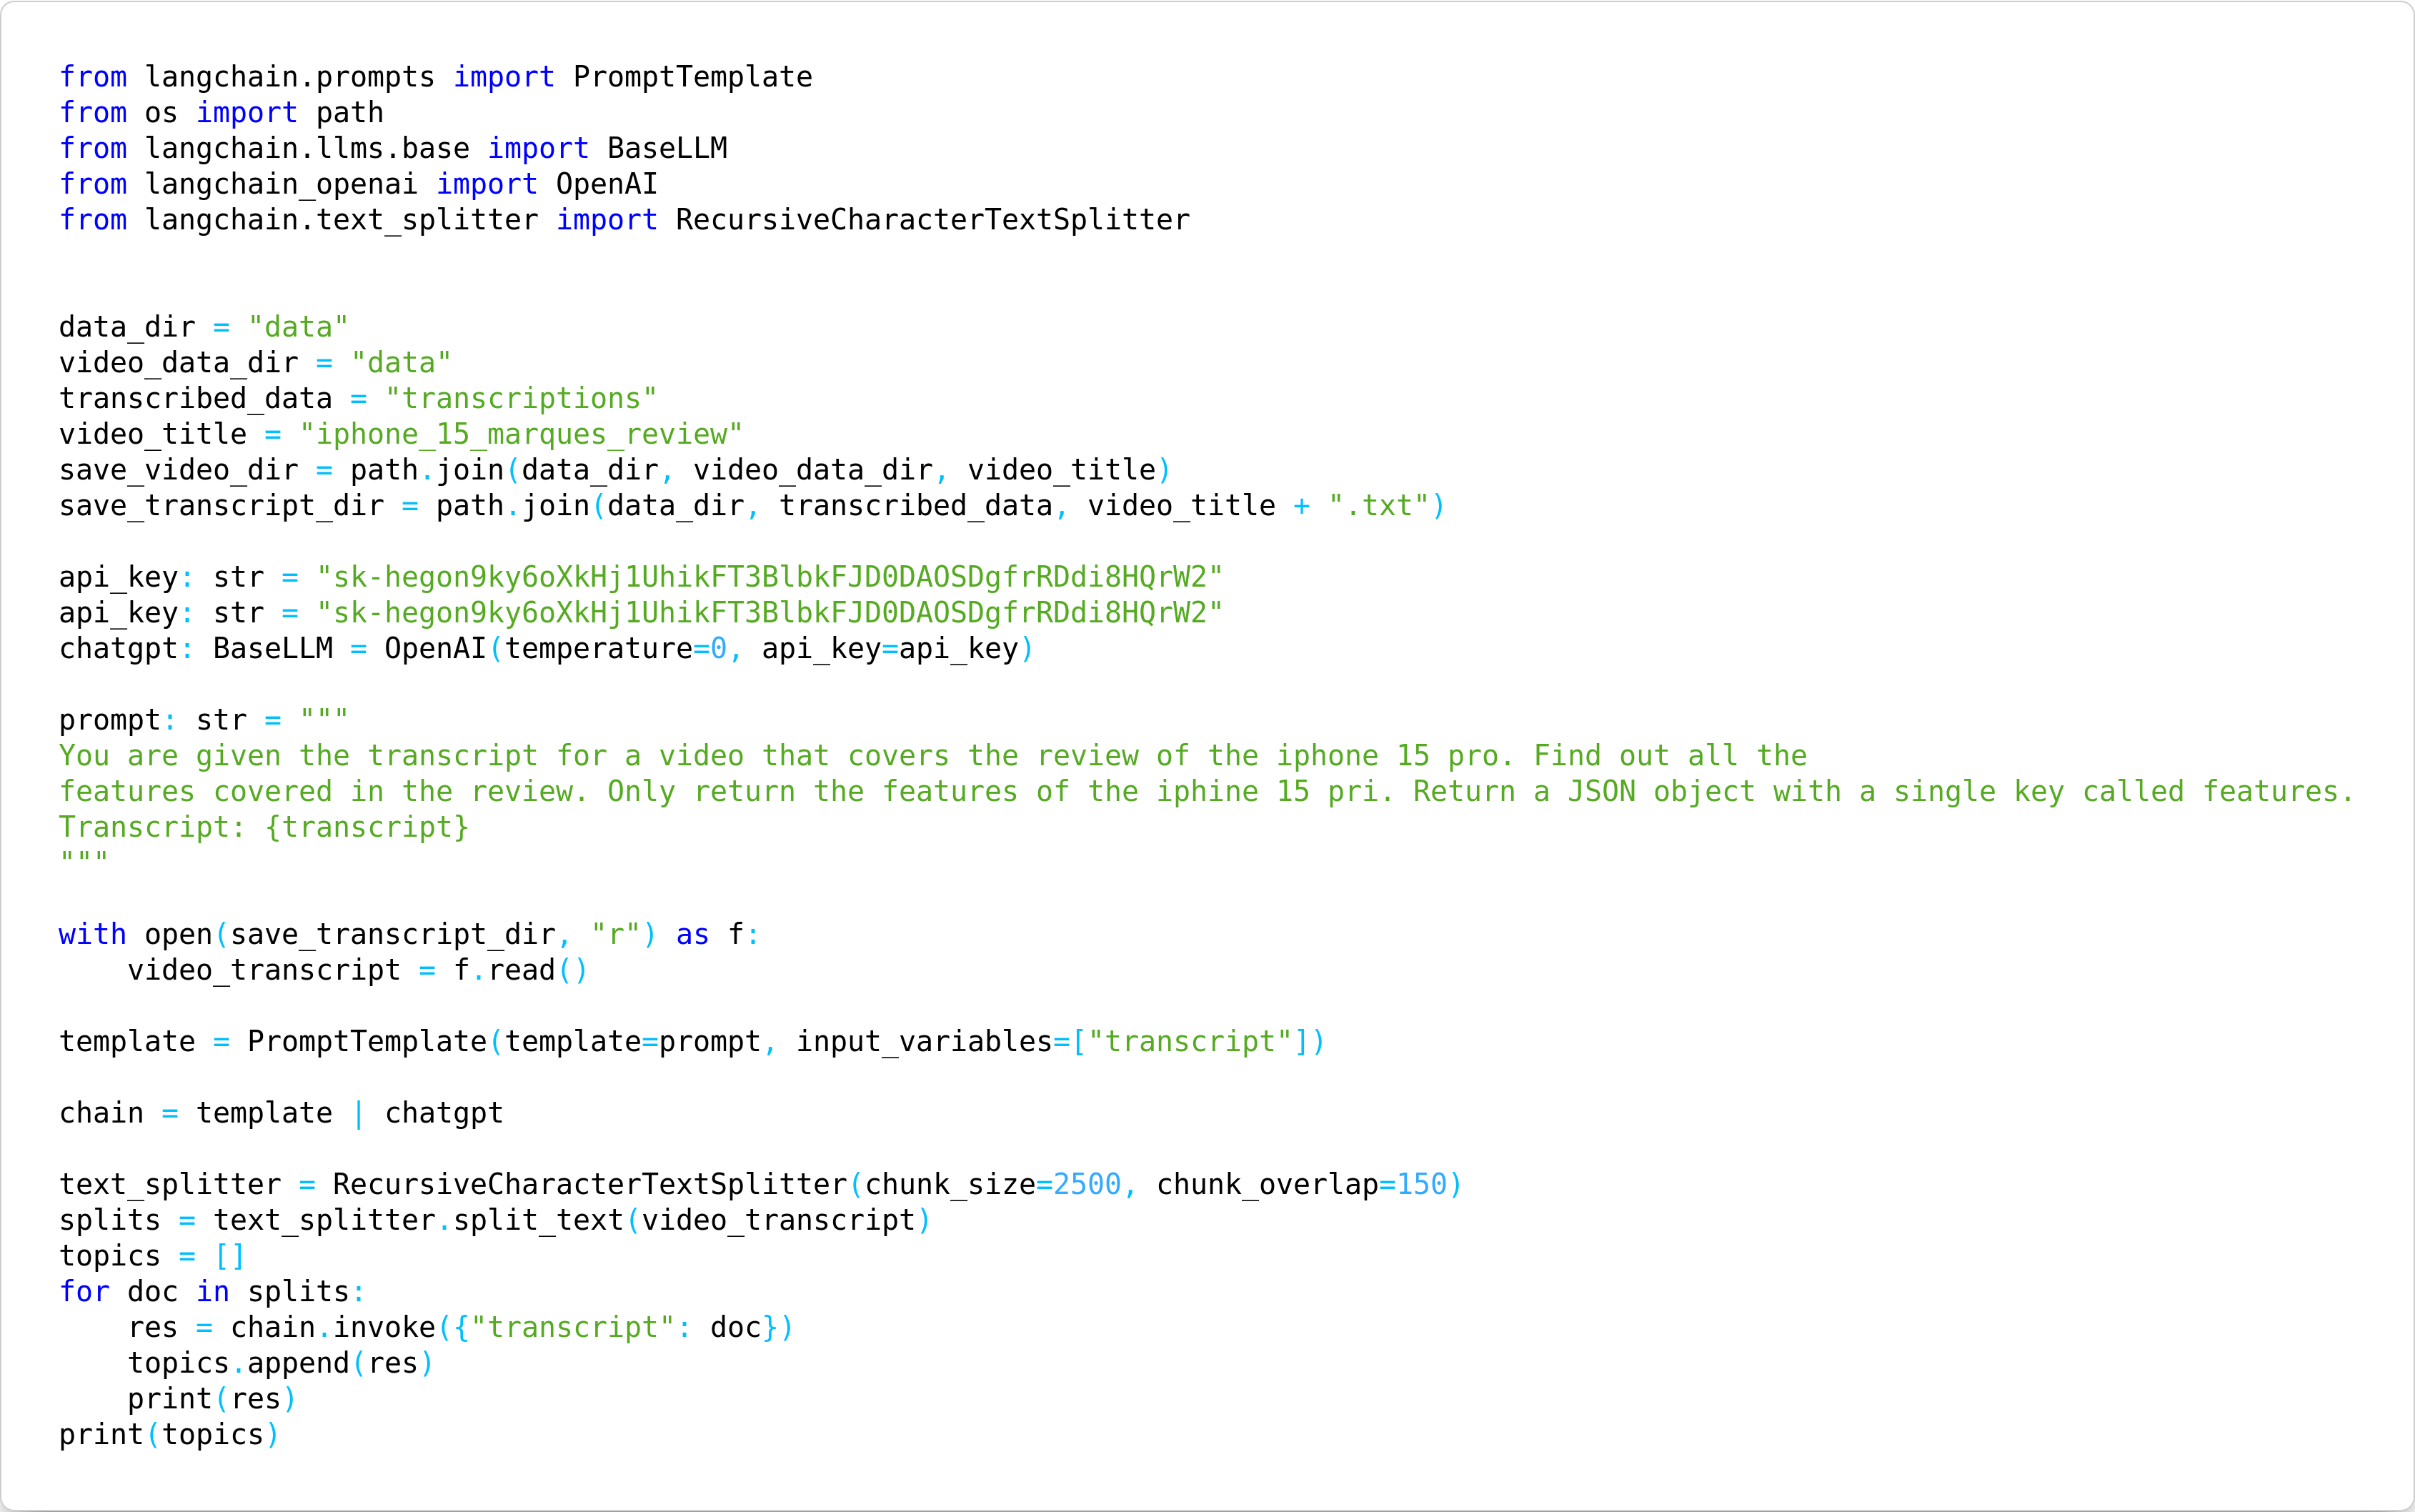 from langchain.prompts import PromptTemplate
from os import path
from langchain.llms.base import BaseLLM
from langchain_openai import OpenAI
from langchain.text_splitter import RecursiveCharacterTextSplitter
data_dir = "data"
video_data_dir = "data"
transcribed_data = "transcriptions"
video_title = "iphone_15_marques_review"
save_video_dir = path.join(data_dir, video_data_dir, video_title)
save_transcript_dir = path.join(data_dir, transcribed_data, video_title + ".txt")
api_key: str = "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"
api_key: str = "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"
chatgpt: BaseLLM = OpenAI(temperature=0, api_key=api_key)
prompt: str = """
You are given the transcript for a video that covers the review of the iphone 15 pro. Find out all the
features covered in the review. Only return the features of the iphine 15 pri. Return a JSON object with a single key called features.
Transcript: {transcript}
"""
with open(save_transcript_dir, "r") as f:
    video_transcript = f.read()
template = PromptTemplate(template=prompt, input_variables=["transcript"])
chain = template | chatgpt
text_splitter = RecursiveCharacterTextSplitter(chunk_size=2500, chunk_overlap=150)
splits = text_splitter.split_text(video_transcript)
topics = []
for doc in splits:
    res = chain.invoke({"transcript": doc})
    topics.append(res)
    print(res)
print(topics)